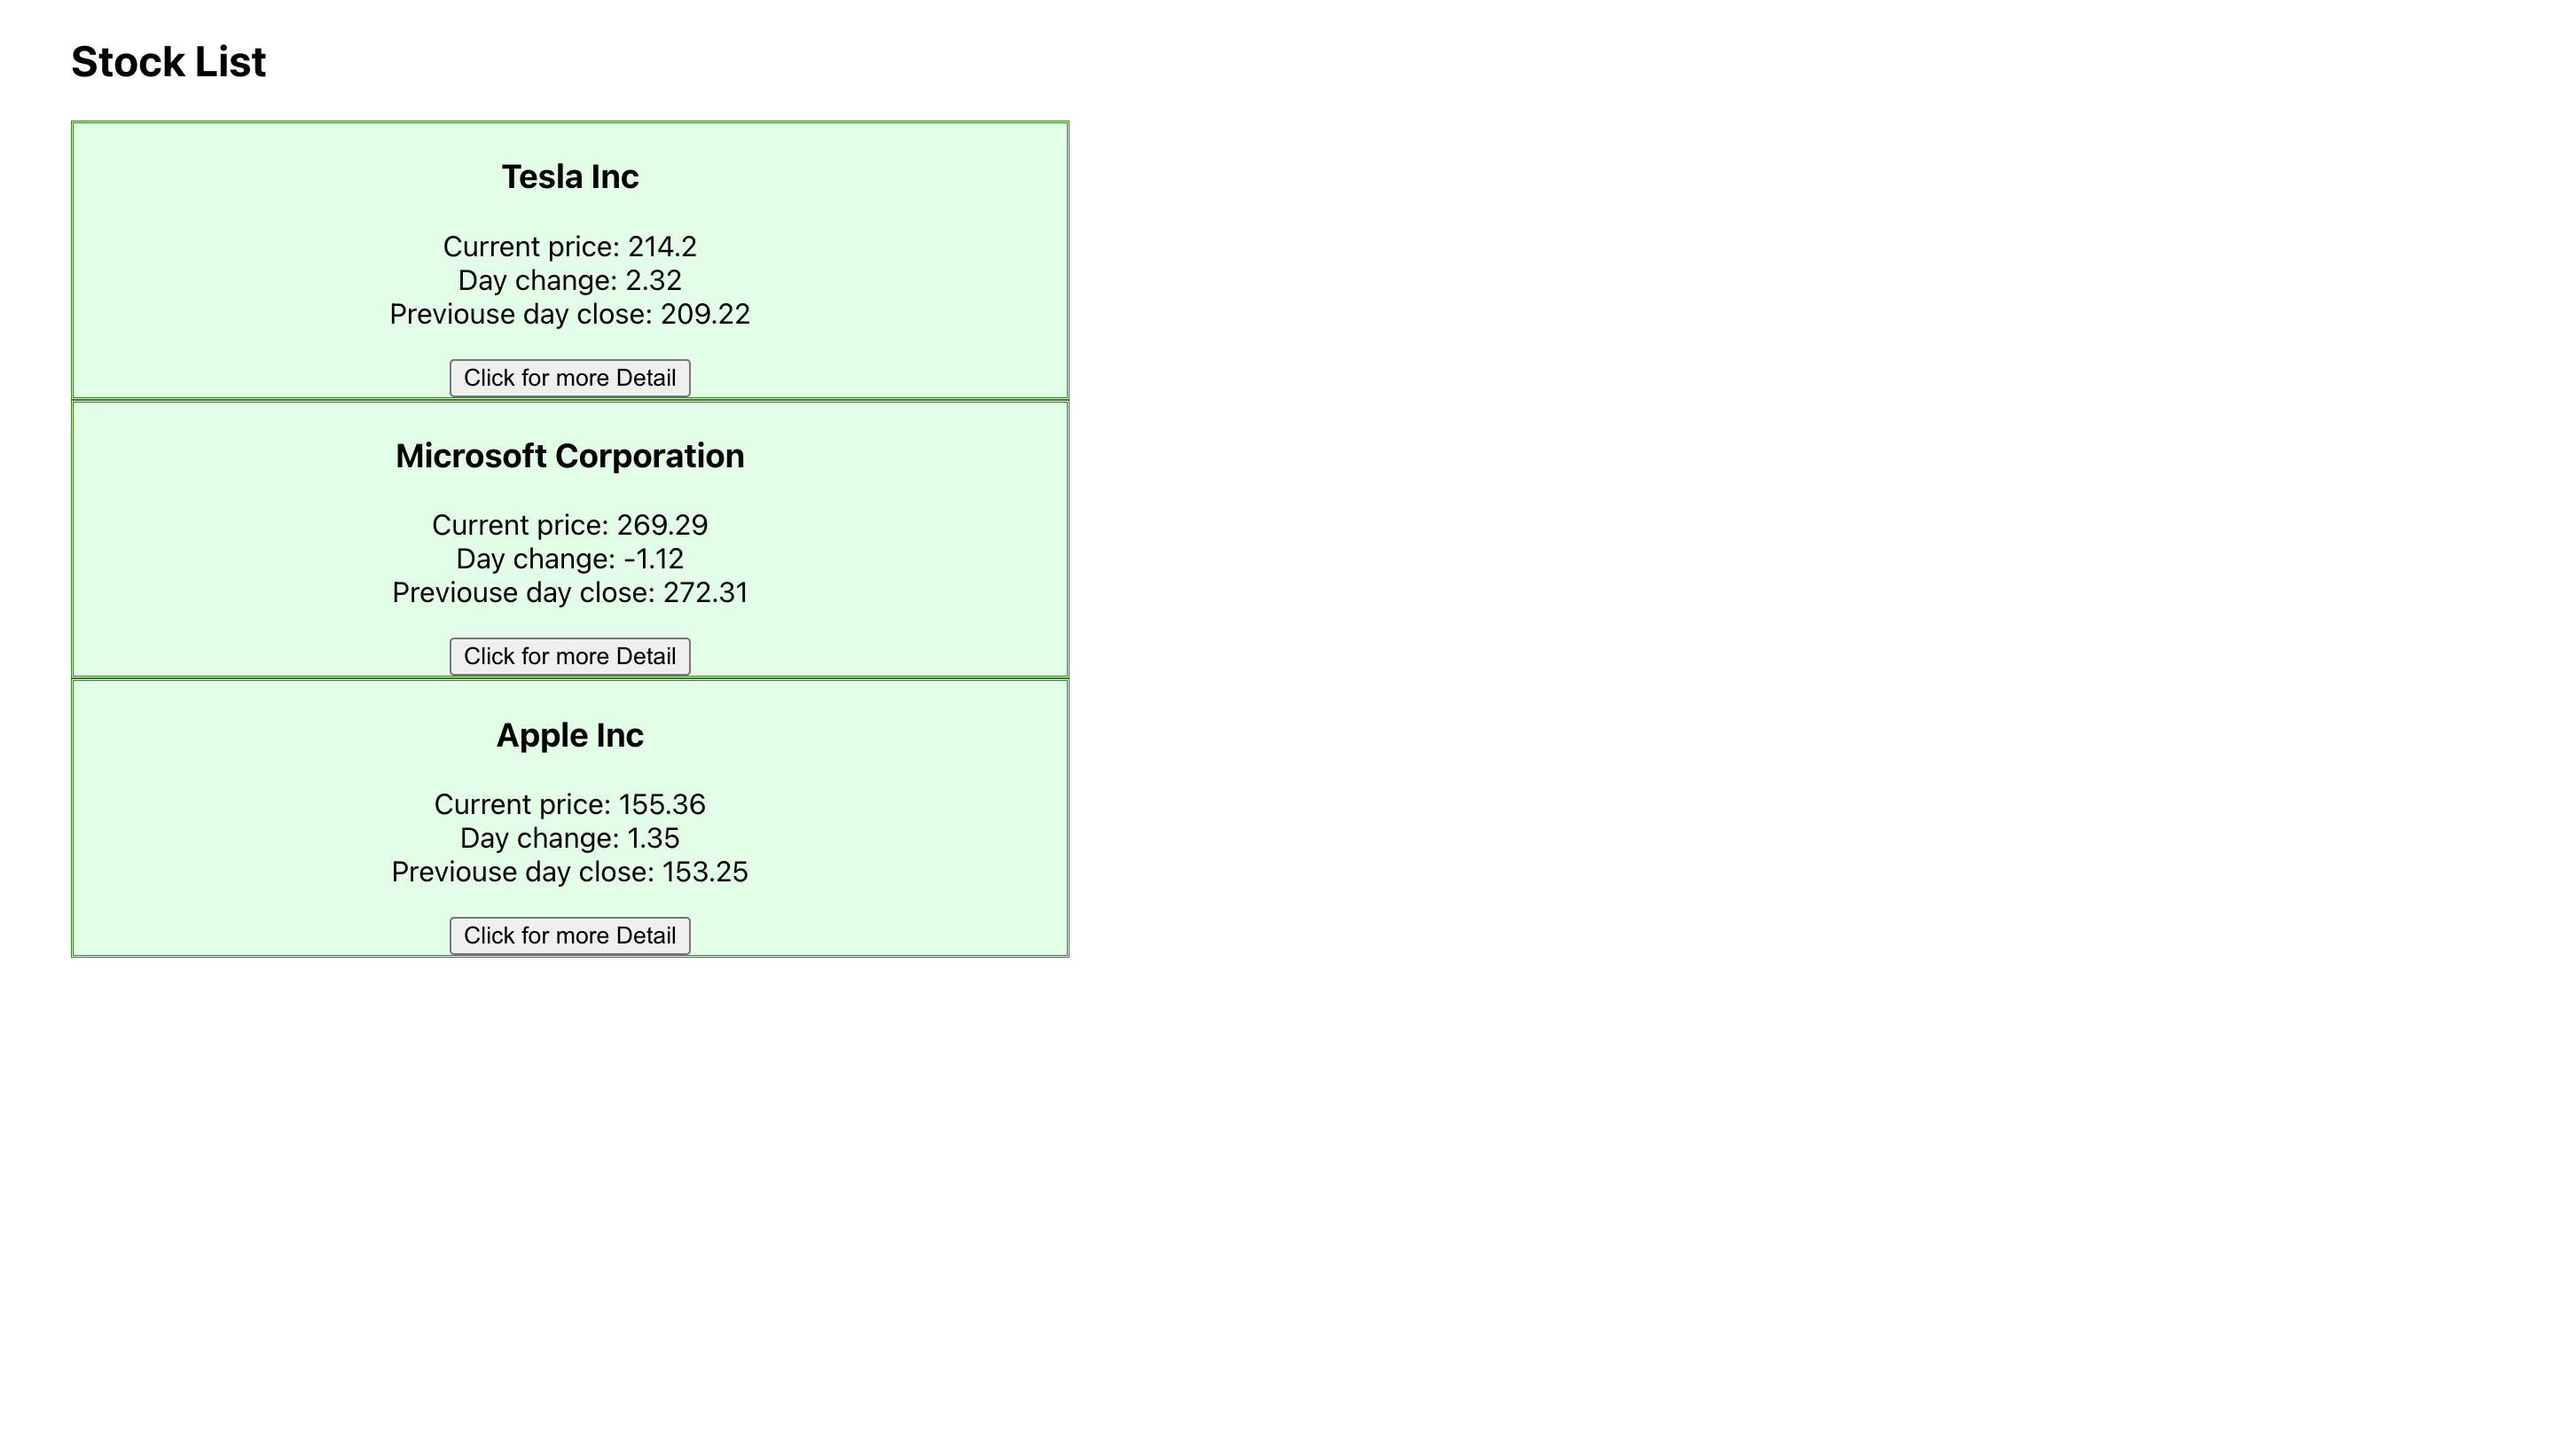 Stock List
Tesla Inc
Current price: 214.2
Day change: 2.32
Previouse day close: 209.22
Click for more Detail
Microsoft Corporation
Current price: 269.29
Day change: -1.12
Previouse day close: 272.31
Click for more Detail
Apple Inc
Current price: 155.36
Day change: 1.35
Previouse day close: 153.25
Click for more Detail